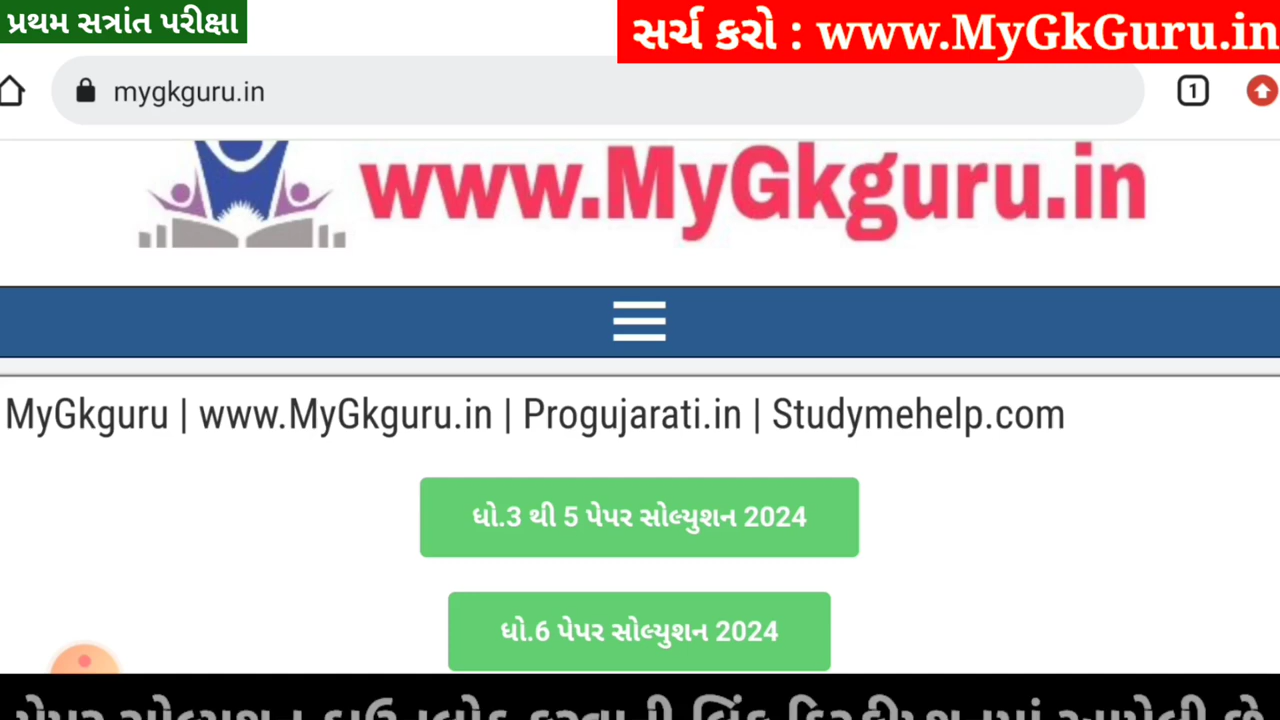 પ્રથમ સત્રાંત પરીક્ષા
સર્ચ કરો : www.MyGkGuru.in
mygkguru.in
1
www.MyGkguru.in
MyGkguru | www.MyGkguru.in | Progujarati.in | Studymehelp.com
ધો.3 થી 5 પેપર સોલ્યુશન 2024
ધો.6 પેપર સોલ્યુશન 2024